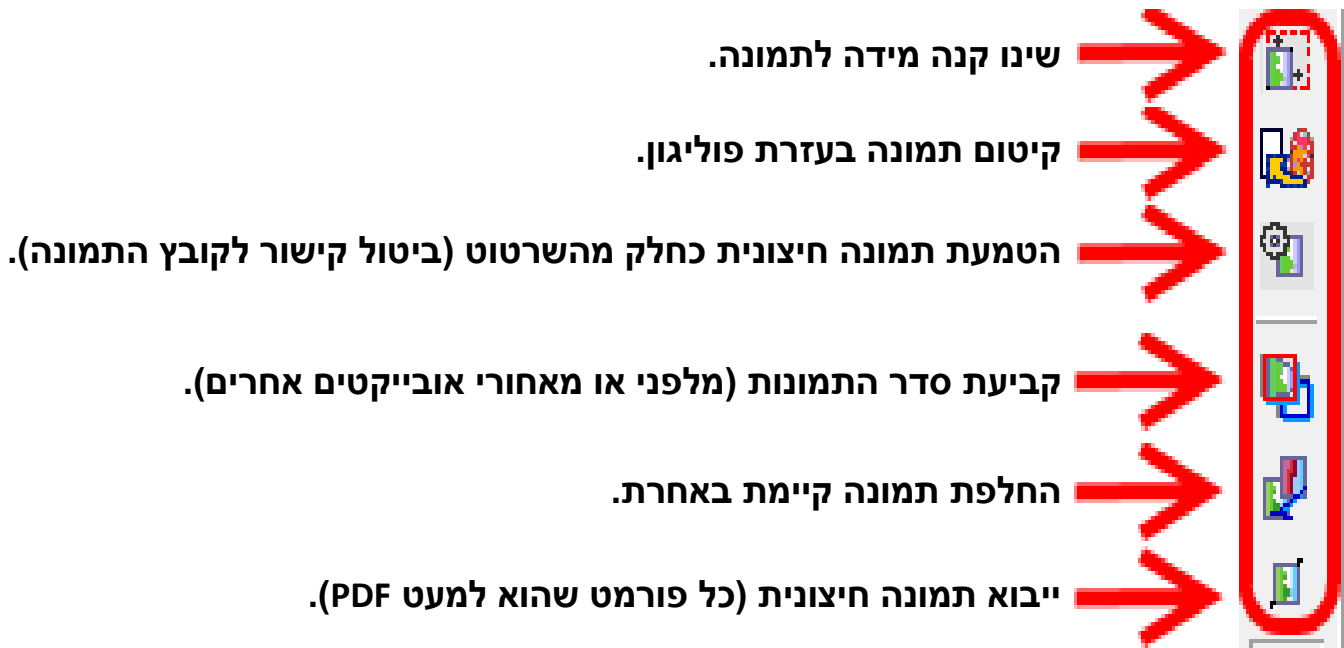 שינו קנה מידה לתמונה.
קיטום תמונה בעזרת פוליגון.
הטמעת תמונה חיצונית כחלק מהשרטוט (ביטול קישור לקובץ התמונה).
קביעת סדר התמונות (מלפני או מאחורי אובייקטים אחרים).
החלפת תמונה קיימת באחרת.
ייבוא תמונה חיצונית (כל פורמט שהוא למעט PDF).